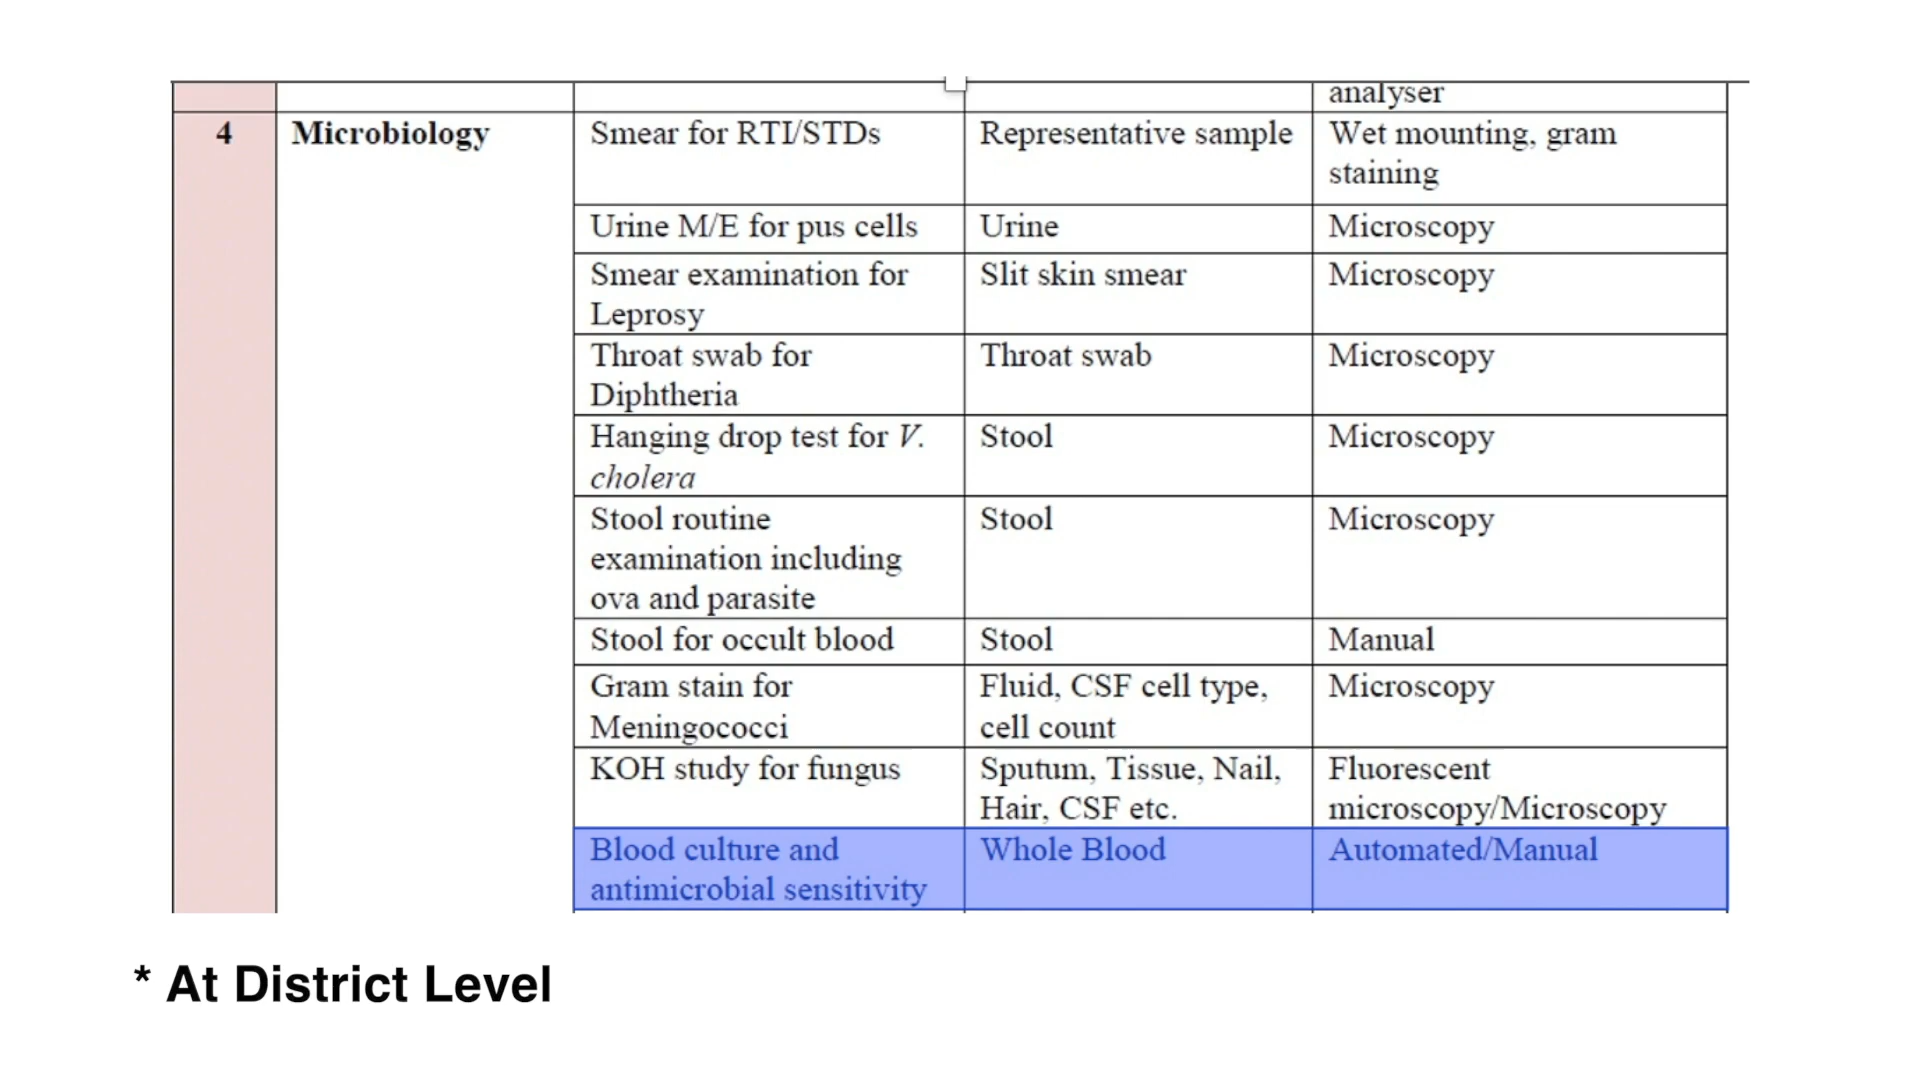 analyser
4 Microbiology Smear for RTI/STDs Representative sample Wet mounting, gram
staining
Urine M/E for pus cells Urine Microscopy
Smear examination for Slit skin smear Microscopy
Leprosy
Throat swab for Throat swab Microscopy
Diphtheria
Hanging drop test for V. Stool Microscopy
cholera
Stool routine Stool Microscopy
examination including
ova and parasite
Stool for occult blood Stool Manual
Gram stain for Fluid, CSF cell type, Microscopy
Meningococci cell count
KOH study for fungus Sputum, Tissue, Nail, Fluorescent
Hair, CSF etc. microscopy/Microscopy
Blood culture and Whole Blood Automated/Manual
antimicrobial sensitivity
* At District Level